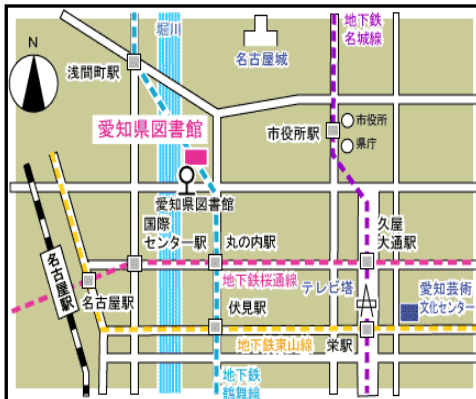 N
堀川
地下鉄
名城線
名古屋城
浅間町駅
愛知県図書館
市役所駅
市役所
県庁
愛知県図書館
国際
センター駅
丸の内駅
久屋
大通駅
名古屋駅
名古屋駅
地下鉄桜通線
テレビ塔
愛知芸術
文化センター
伏見駅
地下鉄東山線
栄駅
地下鉄
鶴舞線